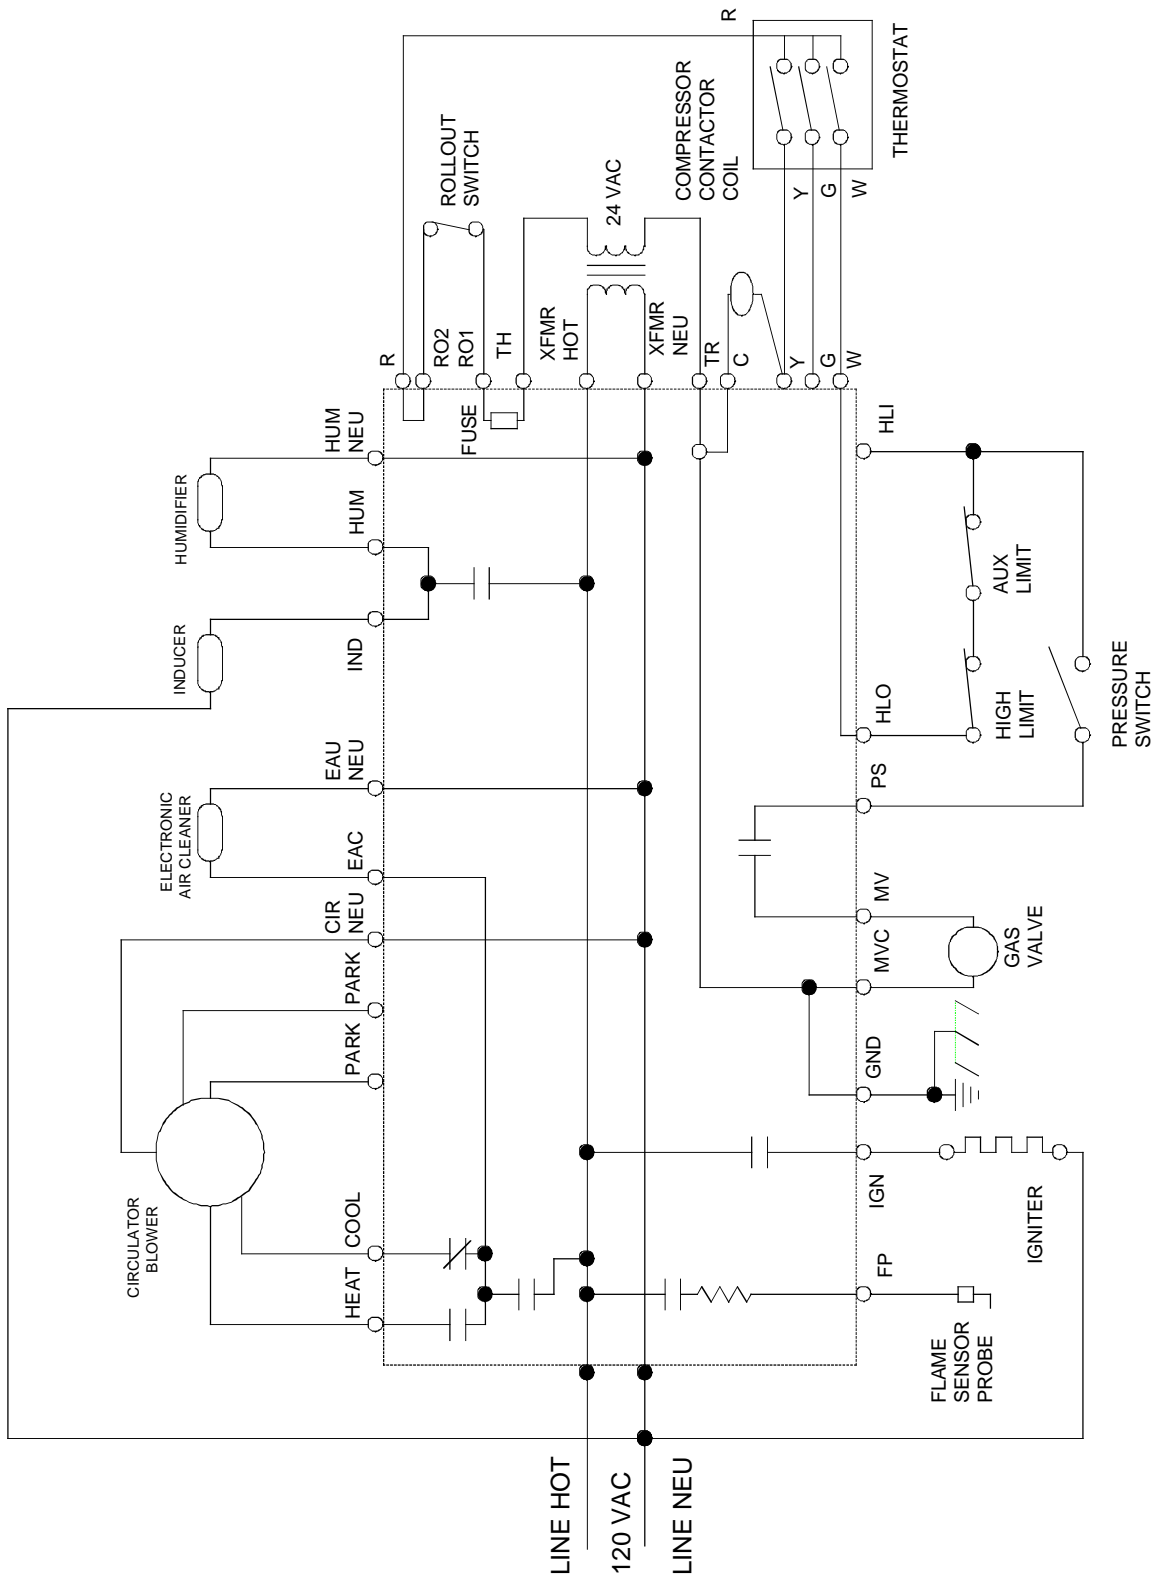 CIRCULATOR
BLOWER
ELECTRONIC
AIR CLEANER
INDUCER
HUMIDIFIER
HEAT
COOL
PARK
PARK
CIR
NEU
EAC
EAU
NEU
IND
HUM
HUM
NEU
R
RO2
RO1
ROLLOUT
SWITCH
FUSE
TH
LINE HOT
120 VAC
LINE NEU
XFMR
HOT
24 VAC
XFMR
NEU
TR
C
COMPRESSOR
CONTACTOR
COIL
R
Y
G
W
Y
G
W
THERMOSTAT
FP
IGN
GND
MVC
MV
PS
HLO
HLI
FLAME
SENSOR
PROBE
IGNITER
GAS
VALVE
HIGH
LIMIT
AUX
LIMIT
PRESSURE
SWITCH